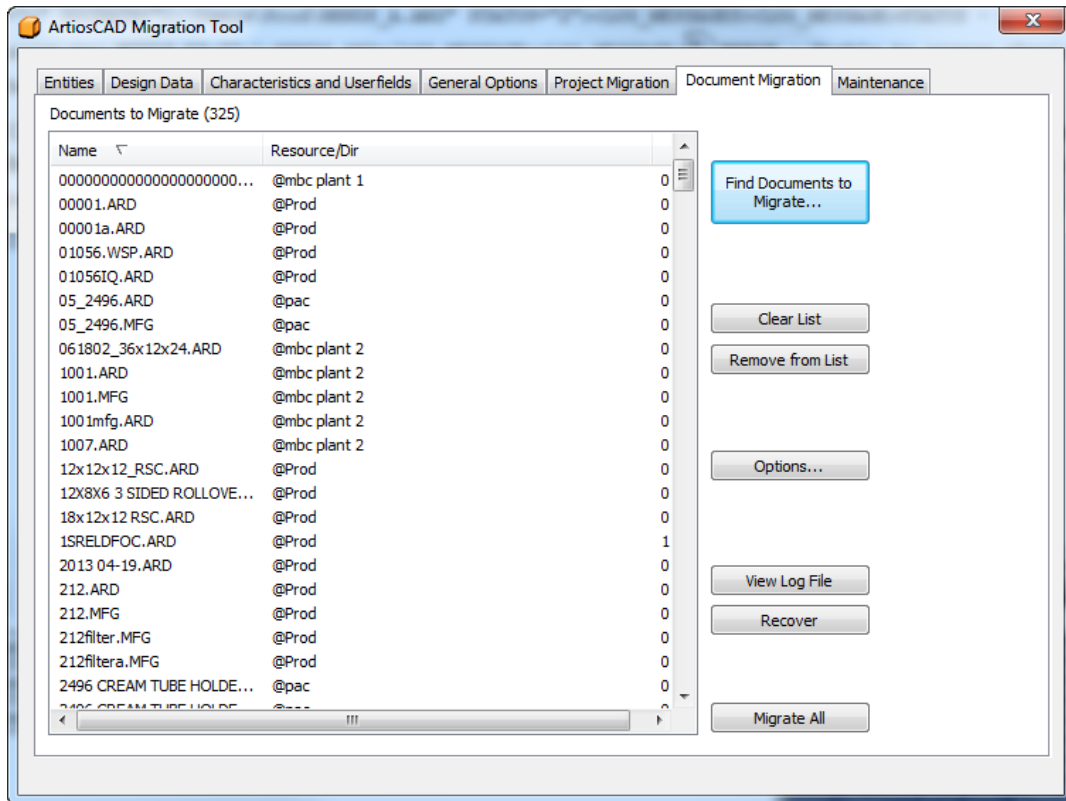 ArtiosCAD Migration Tool
Entities Design Data Characteristics and Userfields General Options Project Migration Document Migration Maintenance
Documents to Migrate (325)
Name Resource/Dir
000000000000000000000... @mbc plant 1 0
00001.ARD @Prod 0
00001a.ARD @Prod 0
01056.WSP.ARD @Prod 0
01056IQ.ARD @Prod 0
05_2496.ARD @pac 0
05_2496.MFG @pac 0
061802_36x12x24.ARD @mbc plant 2 0
1001.ARD @mbc plant 2 0
1001.MFG @mbc plant 2 0
1001mfg.ARD @mbc plant 2 0
1007.ARD @mbc plant 2 0
12x12x12_RSC.ARD @Prod 0
12X8X6 3 SIDED ROLLOVE... @Prod 0
18x12x12 RSC.ARD @Prod 0
1SRELDFOC.ARD @Prod 1
2013 04-19.ARD @Prod 0
212.ARD @Prod 0
212.MFG @Prod 0
212filter.MFG @Prod 0
212filtera.MFG @Prod 0
2496 CREAM TUBE HOLDE... @pac 0
Find Documents to
Migrate...
Clear List
Remove from List
Options...
View Log File
Recover
Migrate All